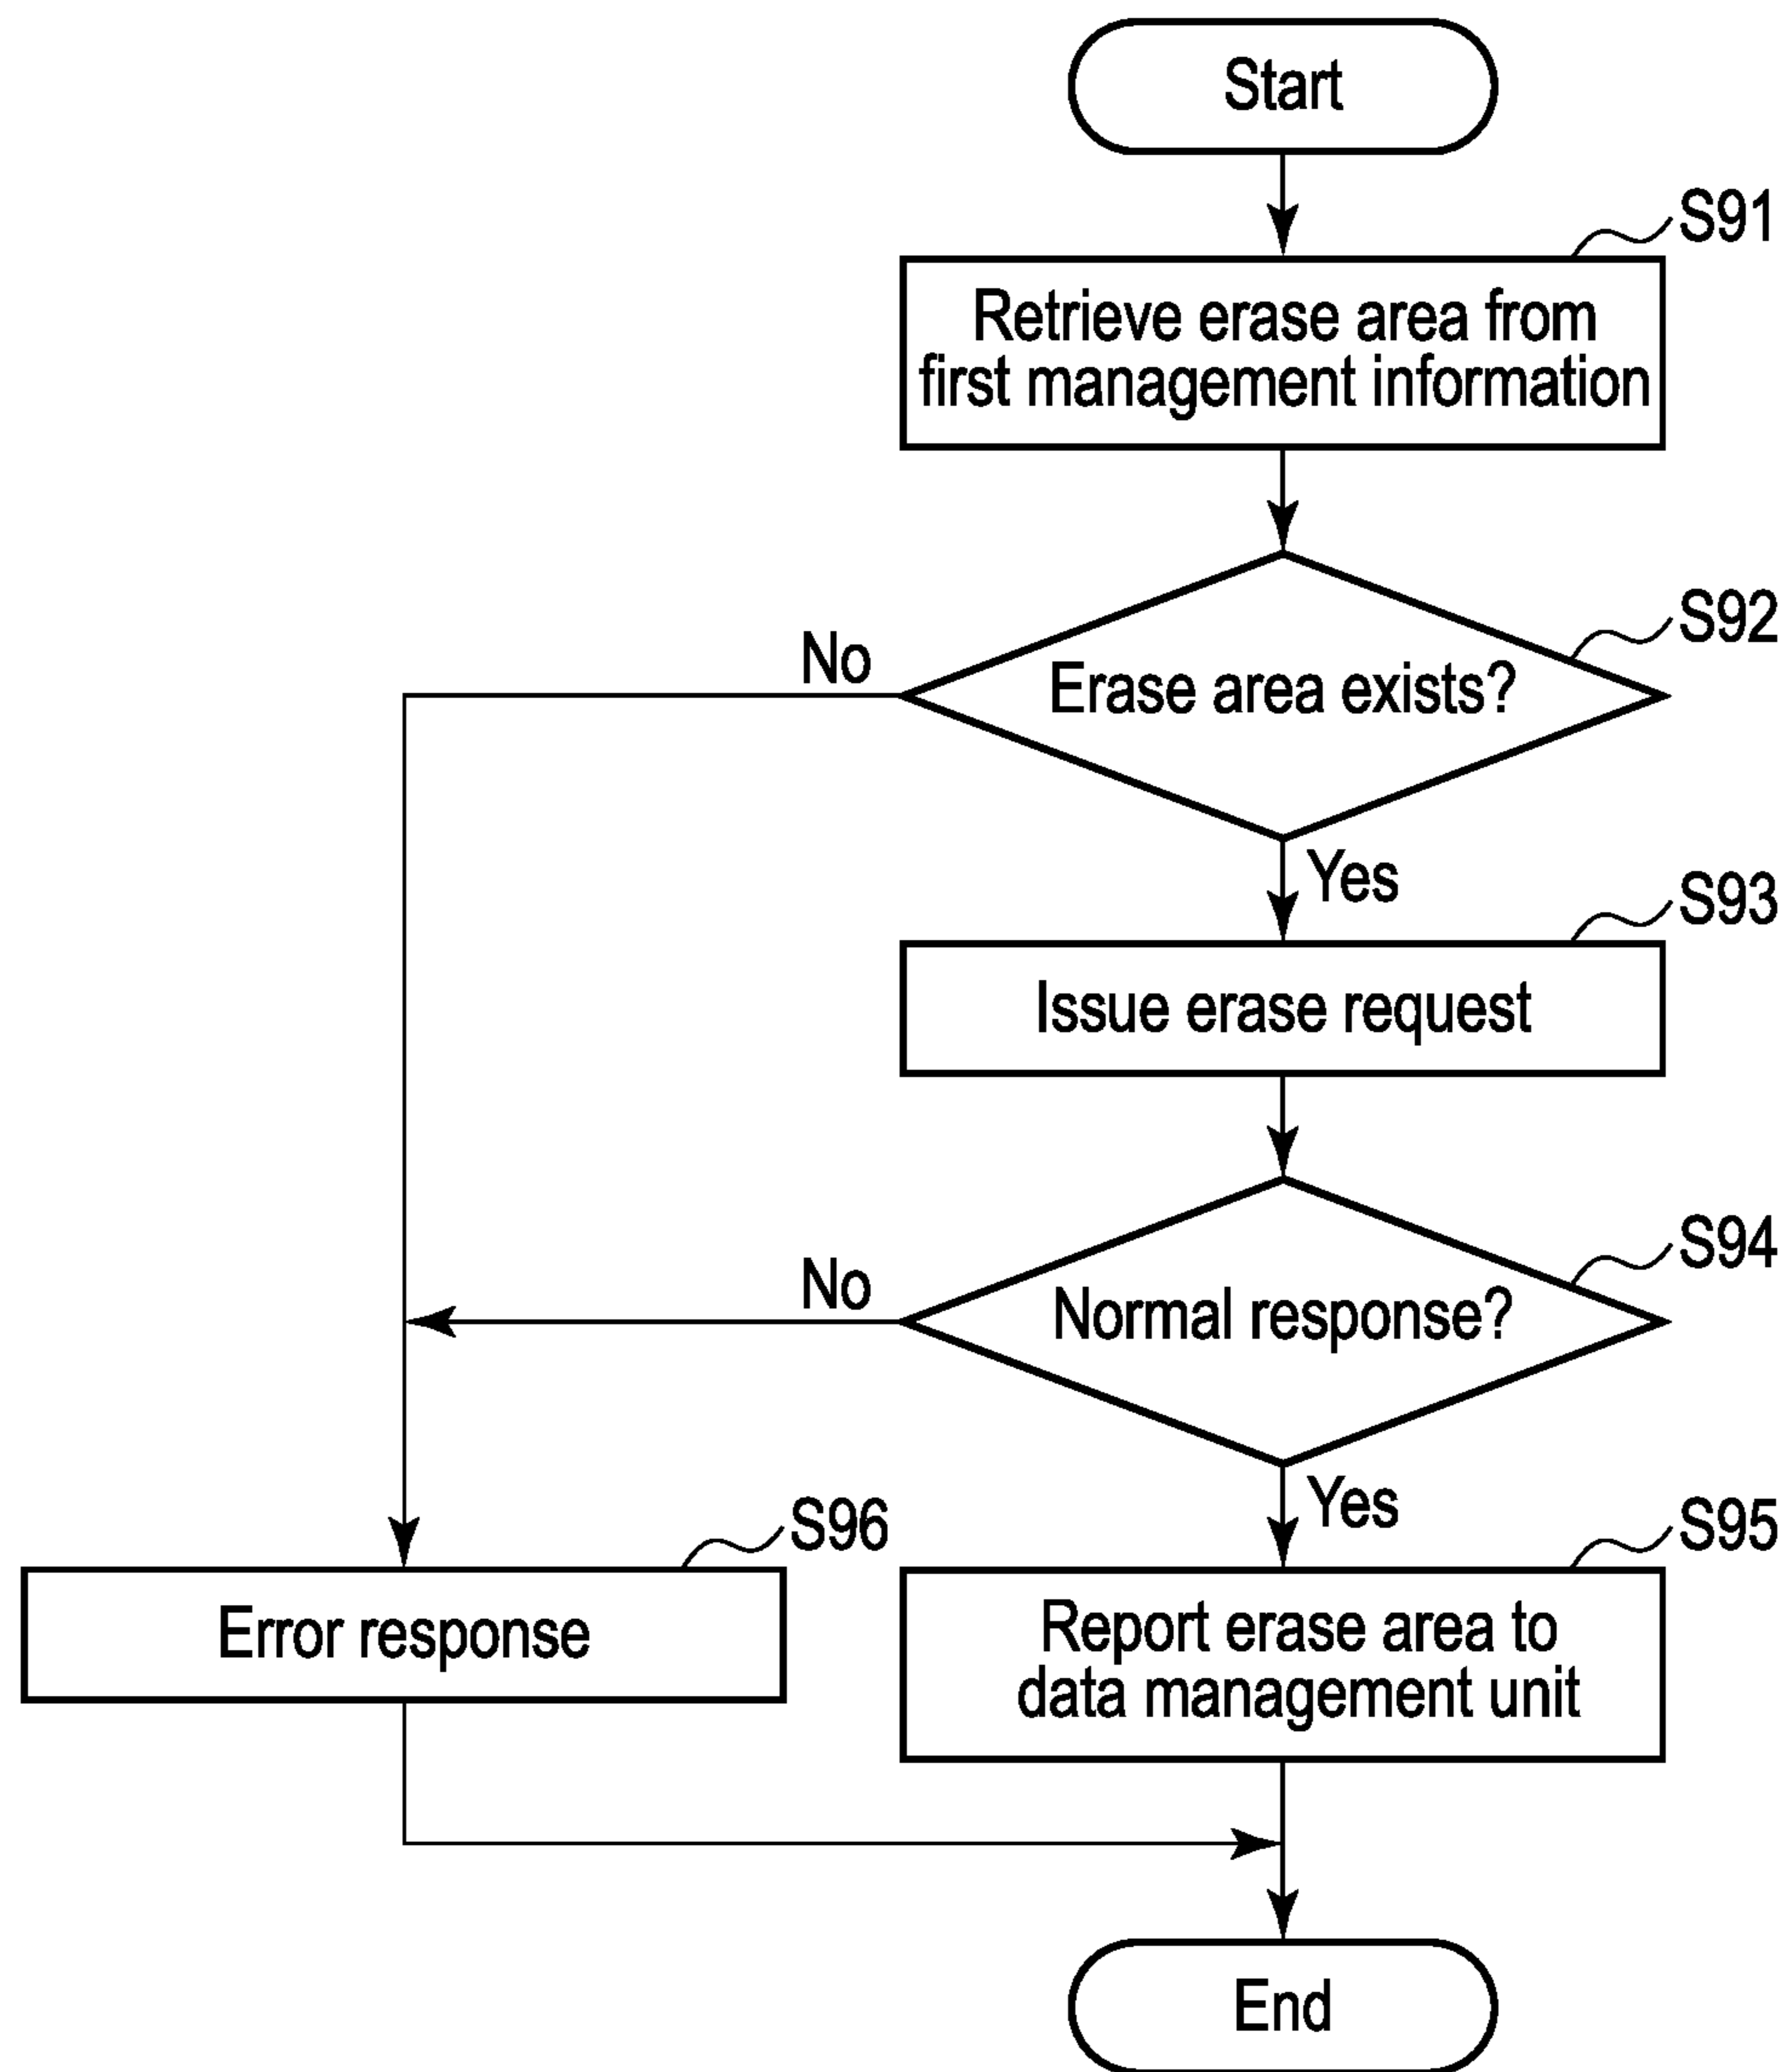 Start
S91
Retrieve erase area from
first management information
S92
No
Erase area exists?
Yes
S93
Issue erase request
S94
No
Normal response?
Yes
S96
S95
Error response
Report erase area to
data management unit
End